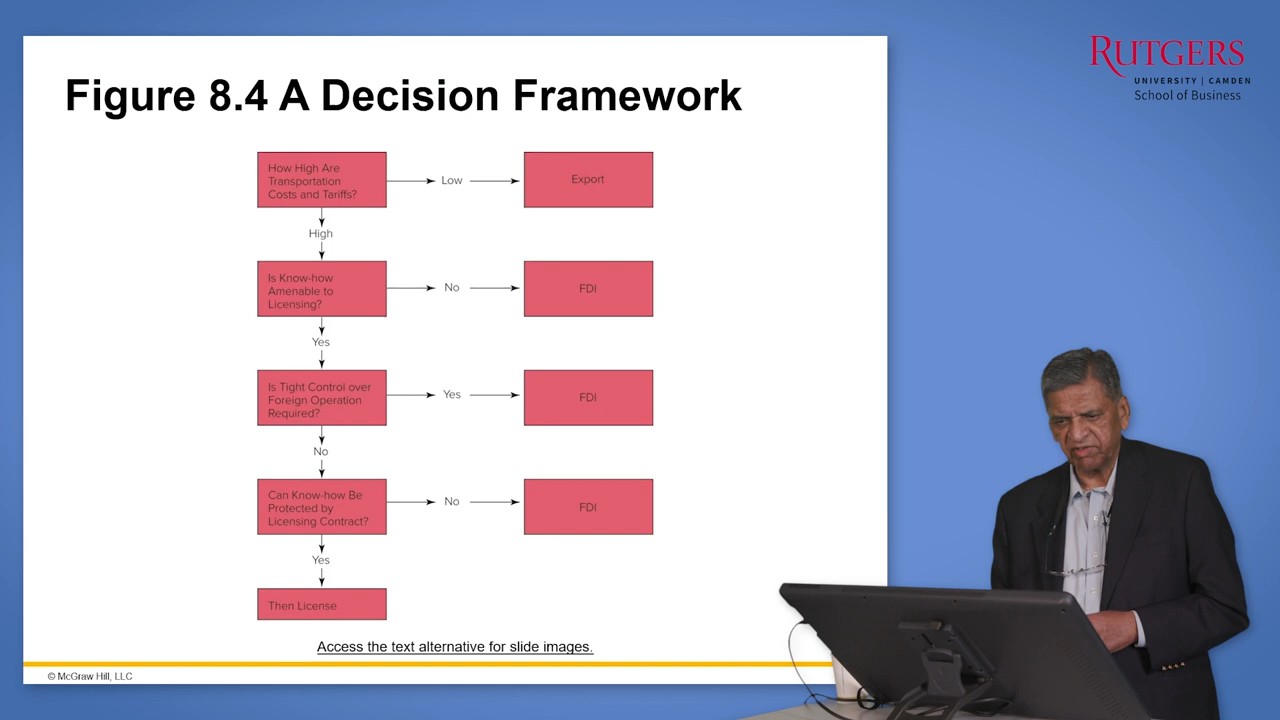 Figure 8.4 A Decision Framework
RUTGERS
UNIVERSITY | CAMDEN
School of Business
How High Are
Transportation
Costs and Tariffs?
Low
Export
High
Is Know-how
Amenable to
Licensing?
No
FDI
Yes
Is Tight Control over
Foreign Operation
Required?
Yes
FDI
No
Can Know-how Be
Protected by
Licensing Contract?
No
FDI
Yes
Then License
Access the text alternative for slide images.
© McGraw Hill, LLC